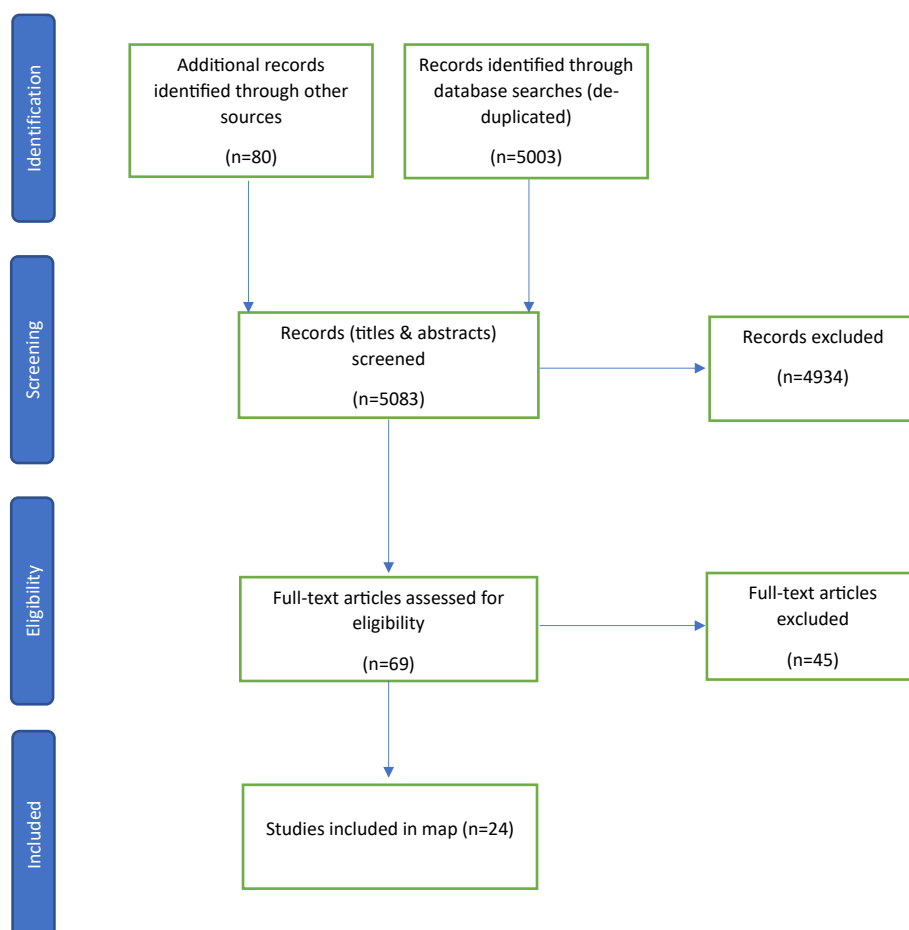 Identification
Additional records
identified through other
sources
(n=80)
Records identified through
database searches (de-
duplicated)
(n=5003)
Screening
Records (titles & abstracts)
screened
(n=5083)
Records excluded
(n=4934)
Eligibility
Full-text articles assessed for
eligibility
(n=69)
Full-text articles
excluded
(n=45)
Included
Studies included in map (n=24)